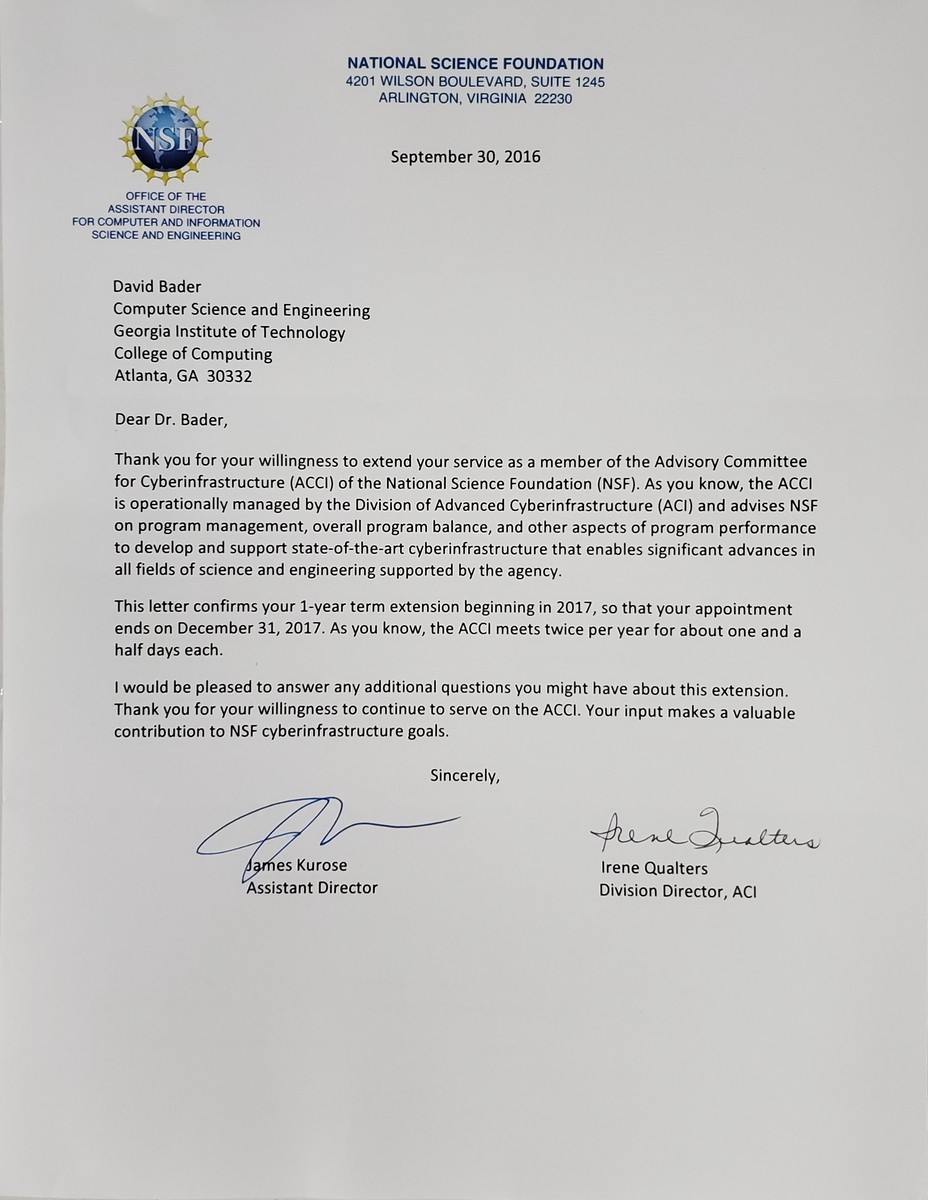 NATIONAL SCIENCE FOUNDATION
4201 WILSON BOULEVARD, SUITE 1245
ARLINGTON, VIRGINIA 22230
NSF
OFFICE OF THE
ASSISTANT DIRECTOR
FOR COMPUTER AND INFORMATION
SCIENCE AND ENGINEERING
September 30, 2016
David Bader
Computer Science and Engineering
Georgia Institute of Technology
College of Computing
Atlanta, GA 30332
Dear Dr. Bader,
Thank you for your willingness to extend your service as a member of the Advisory Committee
for Cyberinfrastructure (ACCI) of the National Science Foundation (NSF). As you know, the ACCI
is operationally managed by the Division of Advanced Cyberinfrastructure (ACI) and advises NSF
on program management, overall program balance, and other aspects of program performance
to develop and support state-of-the-art cyberinfrastructure that enables significant advances in
all fields of science and engineering supported by the agency.
This letter confirms your 1-year term extension beginning in 2017, so that your appointment
ends on December 31, 2017. As you know, the ACCI meets twice per year for about one and a
half days each.
I would be pleased to answer any additional questions you might have about this extension.
Thank you for your willingness to continue to serve on the ACCI. Your input makes a valuable
contribution to NSF cyberinfrastructure goals.
Sincerely,
Irene Qualters
James Kurose
Assistant Director
Irene Qualters
Division Director, ACI